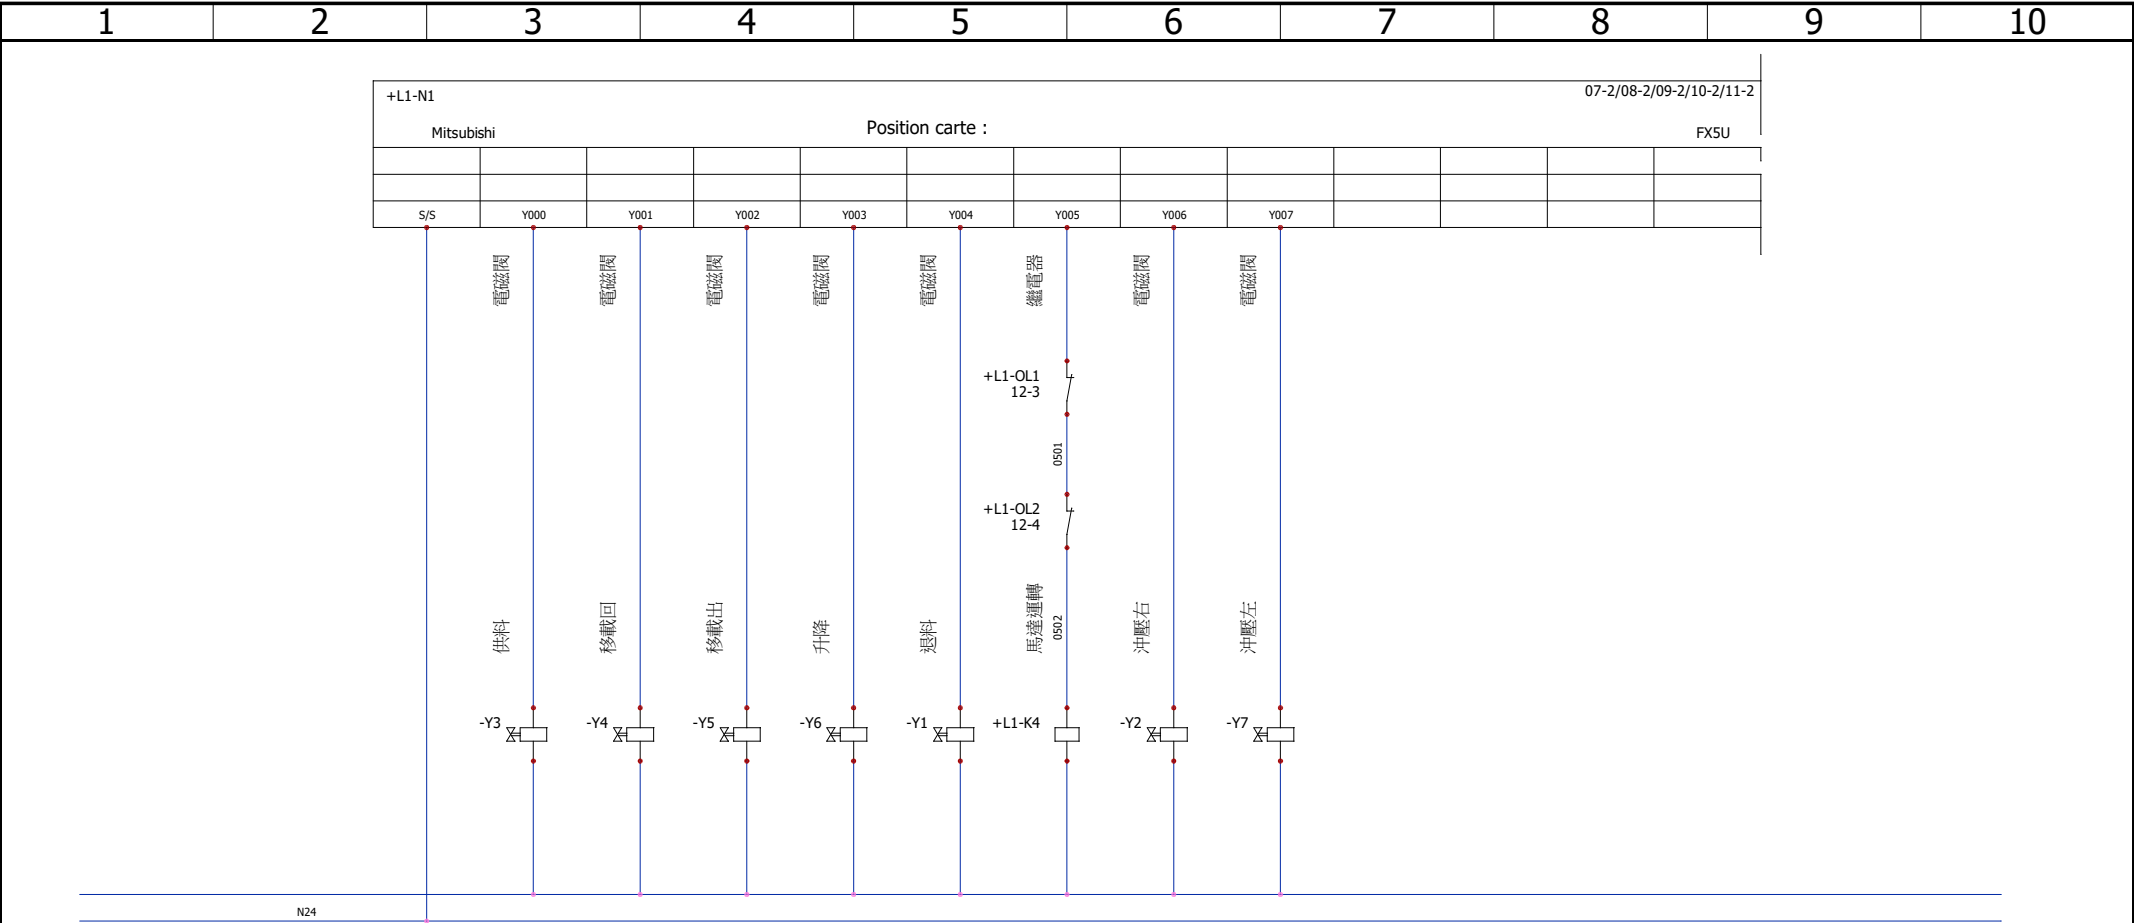 1 2 3 4 5 6 7 8 9 10
+L1-N1 07-2/08-2/09-2/10-2/11-2
Mitsubishi Position carte : FX5U
S/S Y000 Y001 Y002 Y003 Y004 Y005 Y006 Y007
電磁閥 電磁閥 電磁閥 電磁閥 電磁閥 繼電器 電磁閥 電磁閥
+L1-OL1
12-3
0501
+L1-OL2
12-4
供料 移載回 移載出 升降 退料 馬達運轉 0502 沖壓右 沖壓左
-Y3 -Y4 -Y5 -Y6 -Y1 +L1-K4 -Y2 -Y7
N24